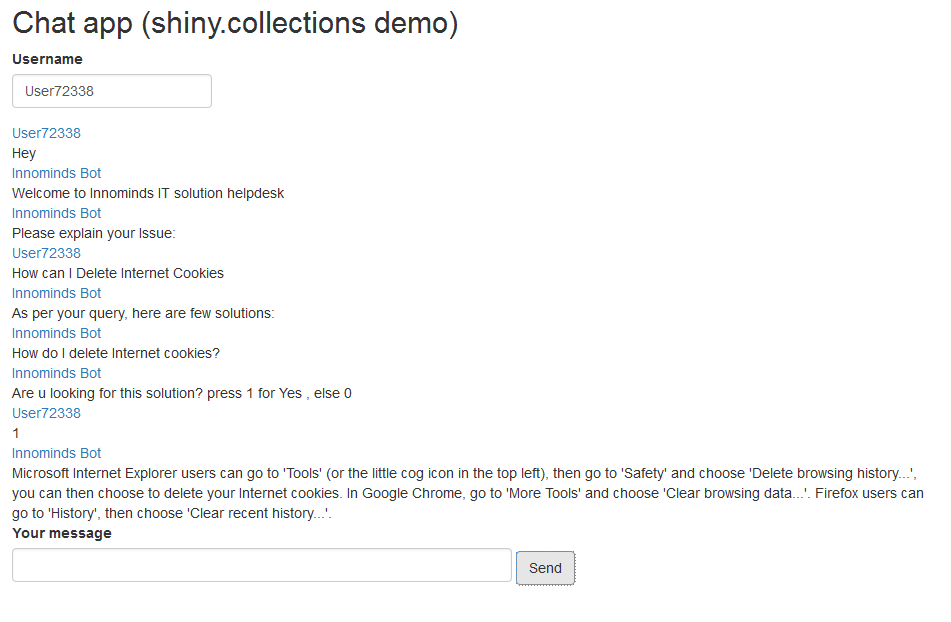 Chat app (shiny.collections demo)
Username
User72338
User72338
Hey
Innominds Bot
Welcome to Innominds IT solution helpdesk
Innominds Bot
Please explain your Issue:
User72338
How can I Delete Internet Cookies
Innominds Bot
As per your query, here are few solutions:
Innominds Bot
How do I delete Internet cookies?
Innominds Bot
Are u looking for this solution? press 1 for Yes , else 0
User72338
1
Innominds Bot
Microsoft Internet Explorer users can go to 'Tools' (or the little cog icon in the top left), then go to 'Safety' and choose 'Delete browsing history...',
you can then choose to delete your Internet cookies. In Google Chrome, go to 'More Tools' and choose 'Clear browsing data...'. Firefox users can
go to 'History', then choose 'Clear recent history...'.
Your message
Send